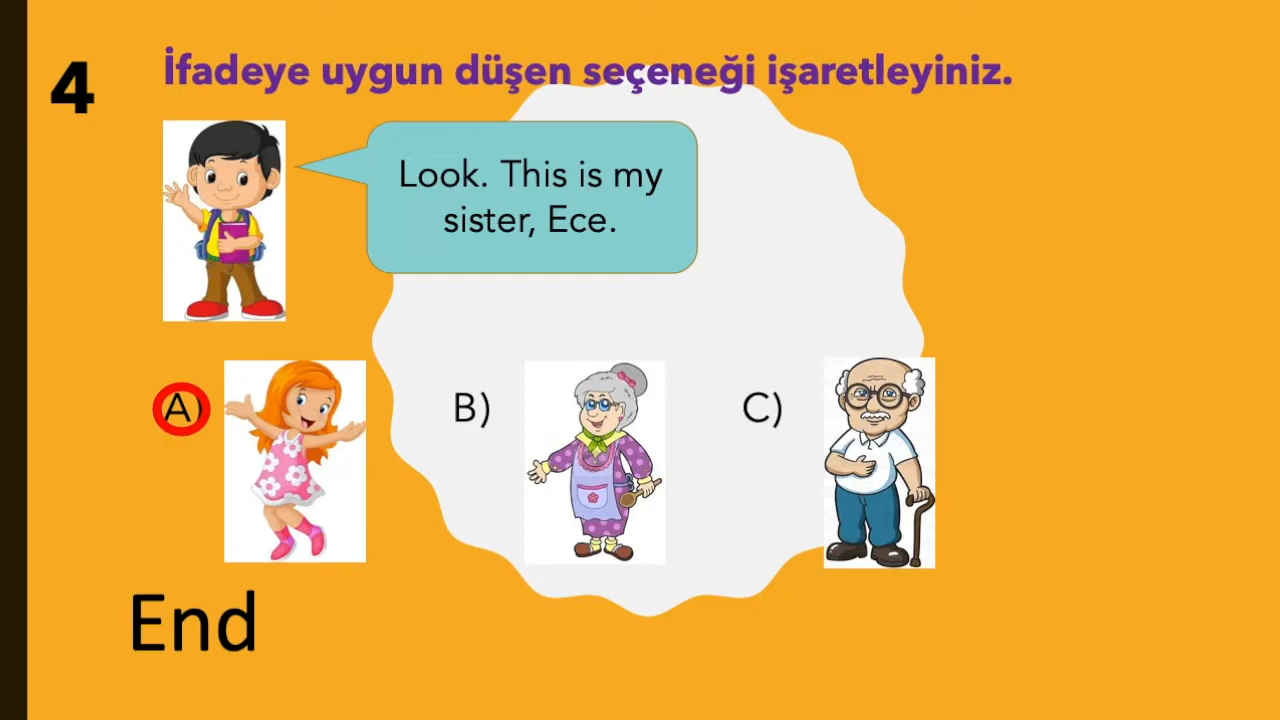 4
İfadeye uygun düşen seçeneği işaretleyiniz.
Look. This is my
sister, Ece.
A)
B)
C)
End